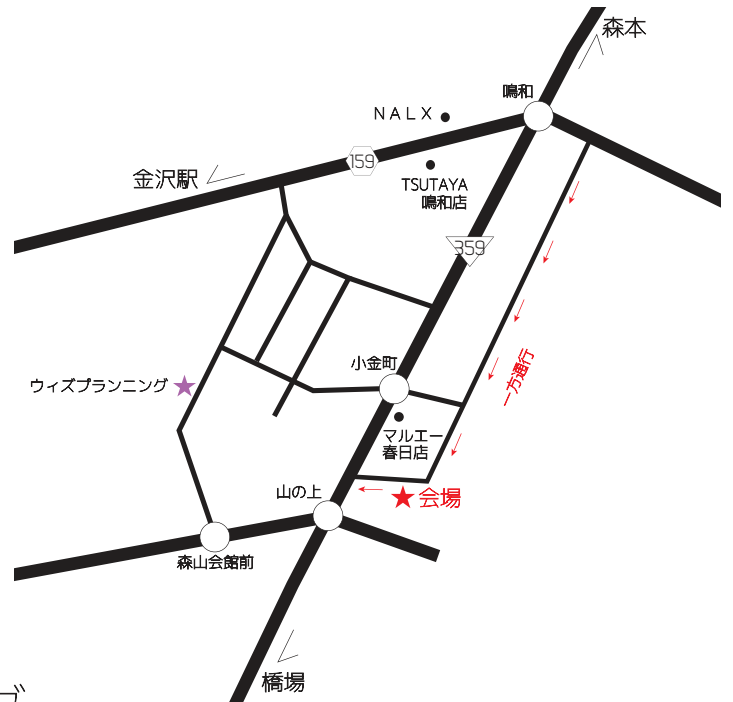 森本
鳴和
NALX
159
金沢駅
TSUTAYA
鳴和店
359
小金町
一方通行
ウィズプランニング
マルエー
春日店
山の上
会場
森山会館前
橋場
ブ